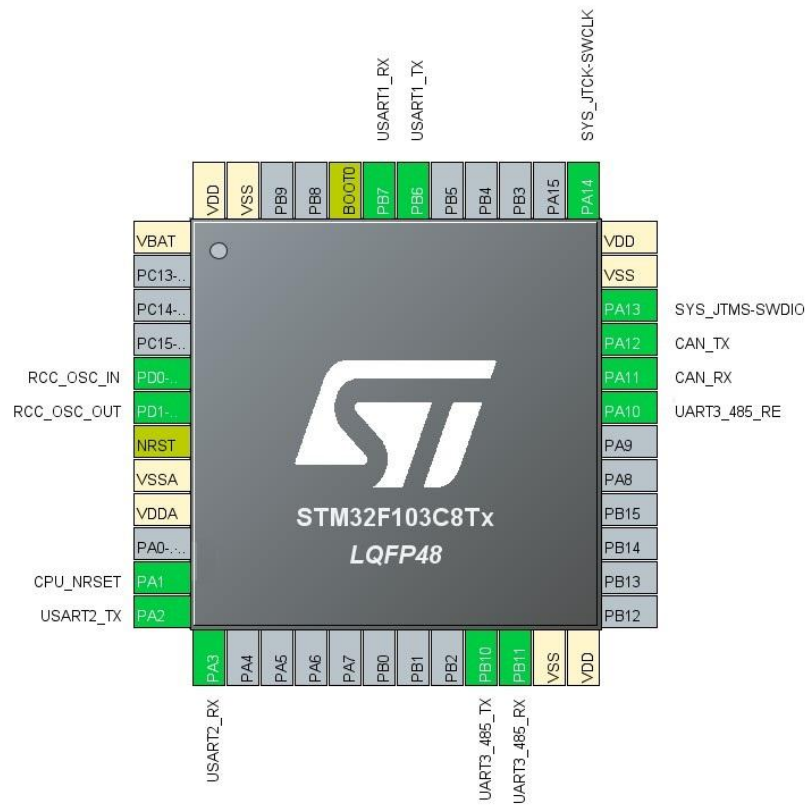 USART1_RX
USART1_TX
SYS_JTCK-SWCLK
VDD
VSS
PB9
PB8
BOOT0
PB7
PB6
PB5
PB4
PB3
PA15
PA14
VBAT
PC13-..
PC14-..
PC15-..
RCC_OSC_IN PD0-..
RCC_OSC_OUT PD1-..
NRST
VSSA
VDDA
PA0-...
CPU_NRSET PA1
USART2_TX PA2
ST
STM32F103C8Tx
LQFP48
VDD
VSS
PA13 SYS_JTMS-SWDIO
PA12 CAN_TX
PA11 CAN_RX
PA10 UART3_485_RE
PA9
PA8
PB15
PB14
PB13
PB12
PA3
PA4
PA5
PA6
PA7
PB0
PB1
PB2
PB10
PB11
VSS
VDD
USART2_RX
UART3_485_TX
UART3_485_RX